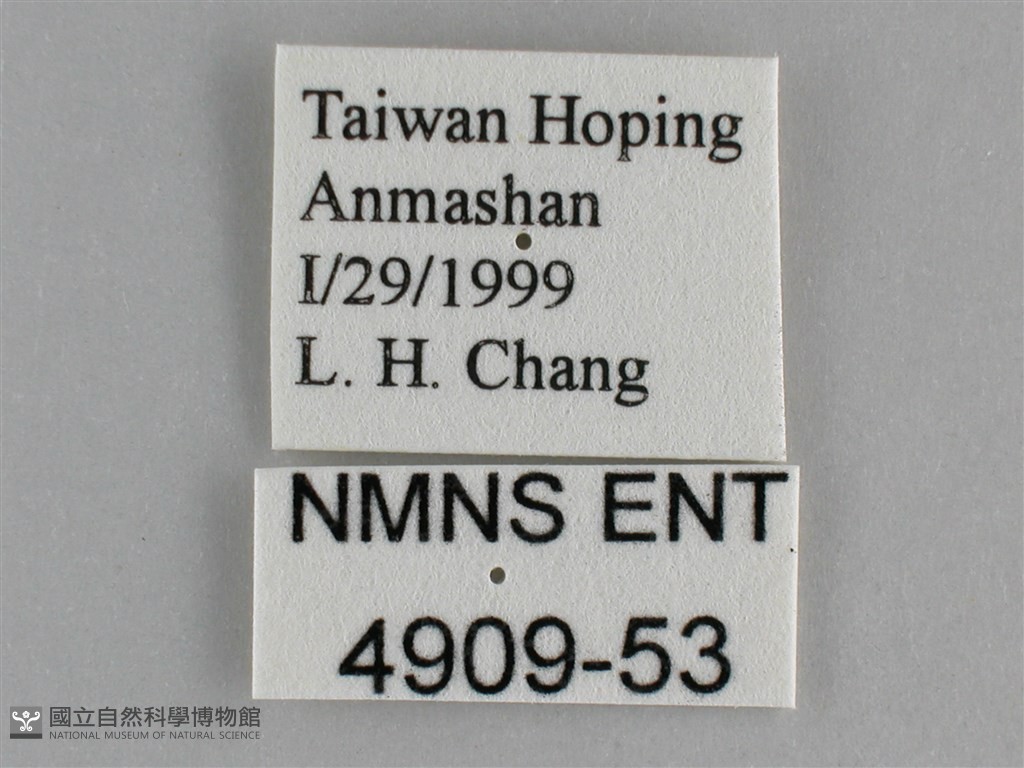 Taiwan Hoping
Anmashan
I/29/1999
L. H. Chang
NMNS ENT
4909-53
國立自然科學博物館
NATIONAL MUSEUM OF NATURAL SCIENCE